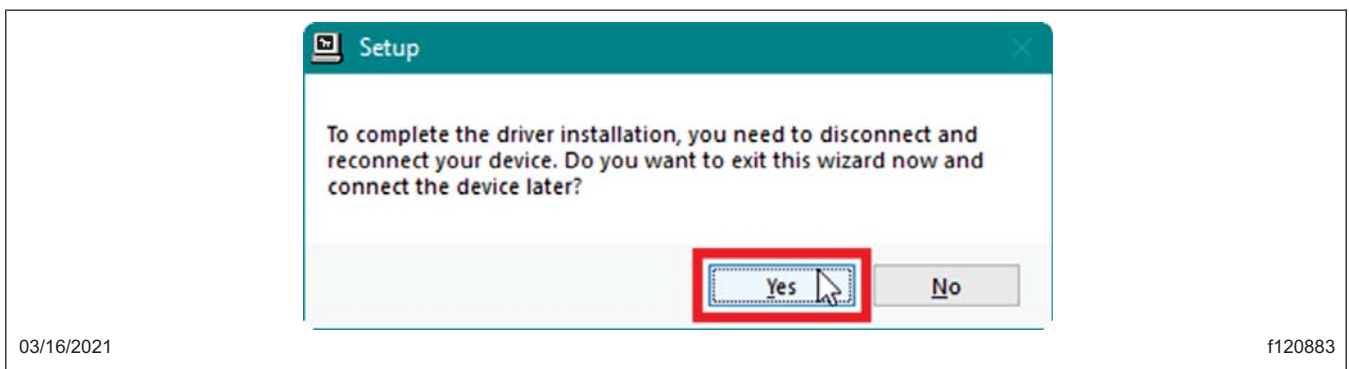 Setup
To complete the driver installation, you need to disconnect and
reconnect your device. Do you want to exit this wizard now and
connect the device later?
Yes
No
03/16/2021
f120883